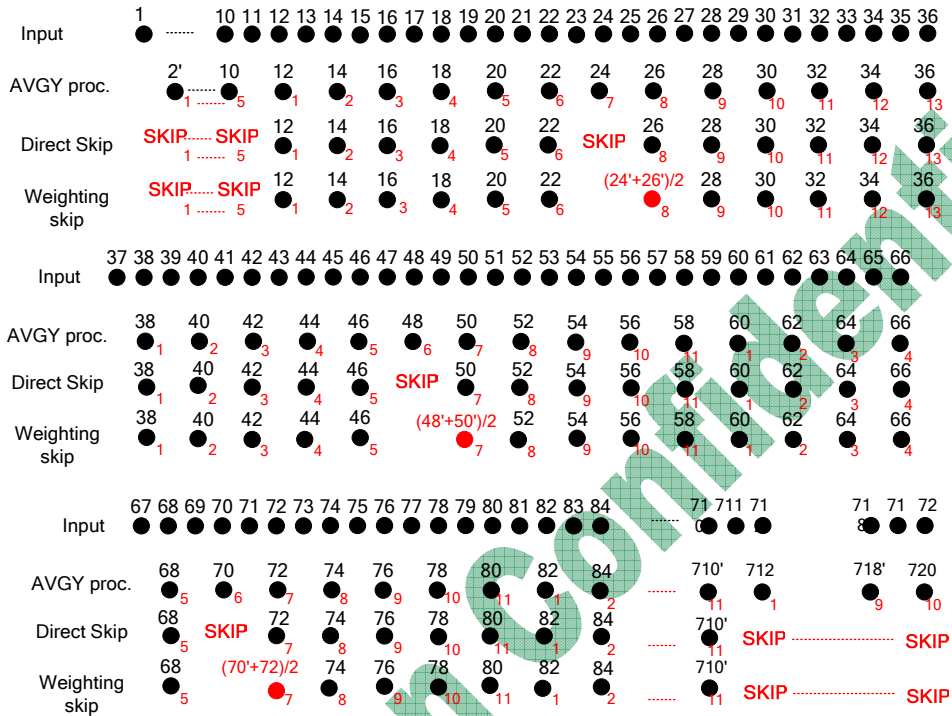 1 ........ 10 11 12 13 14 15 16 17 18 19 20 21 22 23 24 25 26 27 28 29 30 31 32 33 34 35 36
Input
2' ........ 10 12 14 16 18 20 22 24 26 28 30 32 34 36
AVGY proc.
1 ........ 5 1 2 3 4 5 6 7 8 9 10 11 12 13
SKIP ........ SKIP 12 14 16 18 20 22 SKIP 26 28 30 32 34 36
Direct Skip
1 ........ 5 1 2 3 4 5 6 8 9 10 11 12 13
SKIP ........ SKIP 12 14 16 18 20 22 (24'+26')/2 28 30 32 34 36
Weighting
skip
1 ........ 5 1 2 3 4 5 6 8 9 10 11 12 13
37 38 39 40 41 42 43 44 45 46 47 48 49 50 51 52 53 54 55 56 57 58 59 60 61 62 63 64 65 66
Input
38 40 42 44 46 48 50 52 54 56 58 60 62 64 66
AVGY proc.
1 2 3 4 5 6 7 8 9 10 11 1 2 3 4
38 40 42 44 46 SKIP 50 52 54 56 58 60 62 64 66
Direct Skip
1 2 3 4 5 7 8 9 10 11 1 2 3 4
38 40 42 44 46 (48'+50')/2 52 54 56 58 60 62 64 66
Weighting
skip
1 2 3 4 5 7 8 9 10 11 1 2 3 4
67 68 69 70 71 72 73 74 75 76 77 78 79 80 81 82 83 84 ........ 71 711 71 71 71 72
Input
0 8
68 70 72 74 76 78 80 82 84 ........ 710' 712 718' 720
AVGY proc.
5 6 7 8 9 10 11 1 2 11 1 9 10
68 SKIP 72 74 76 78 80 82 84 ........ 710' SKIP ........ SKIP
Direct Skip
5 7 8 9 10 11 1 2 11
68 (70'+72)/2 74 76 78 80 82 84 ........ 710' SKIP ........ SKIP
Weighting
skip
5 7 8 9 10 11 1 2 11
n Confidenti